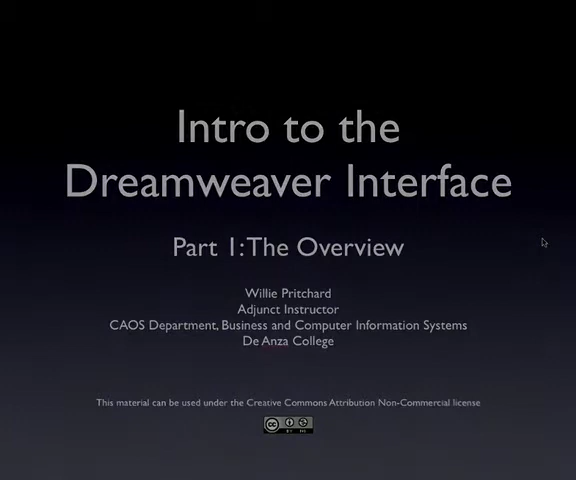 Intro to the
Dreamweaver Interface
Part 1: The Overview
Willie Pritchard
Adjunct Instructor
CAOS Department, Business and Computer Information Systems
De Anza College
This material can be used under the Creative Commons Attribution Non-Commercial license
cc